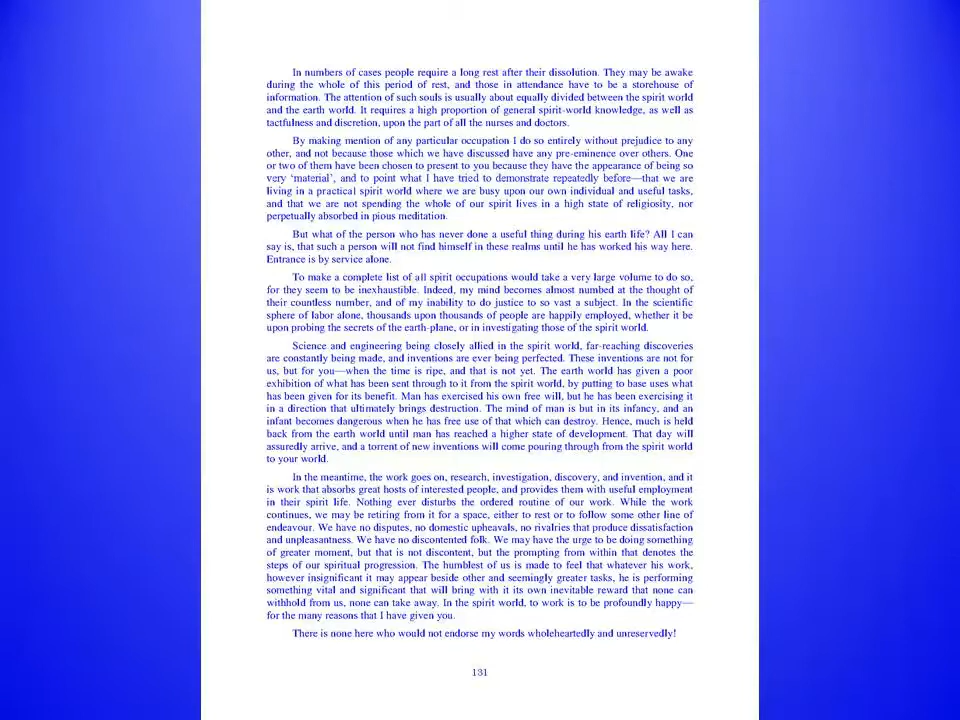 In numbers of cases people require a long rest after their dissolution. They may be awake
during the whole of this period of rest, and those in attendance have to be a storehouse of
information. The attention of such souls is usually about equally divided between the spirit world
and the earth world. It requires a high proportion of general spirit-world knowledge, as well as
tactfulness and discretion, upon the part of all the nurses and doctors.
By making mention of any particular occupation I do so entirely without prejudice to any
other, and not because those which we have discussed have any pre-eminence over others. One
or two of them have been chosen to present to you because they have the appearance of being so
very ‘material’, and to point what I have tried to demonstrate repeatedly before—that we are
living in a practical spirit world where we are busy upon our own individual and useful tasks,
and that we are not spending the whole of our spirit lives in a high state of religiosity, nor
perpetually absorbed in pious meditation.
But what of the person who has never done a useful thing during his earth life? All I can
say is, that such a person will not find himself in these realms until he has worked his way here.
Entrance is by service alone.
To make a complete list of all spirit occupations would take a very large volume to do so,
for they seem to be inexhaustible. Indeed, my mind becomes almost numbed at the thought of
their countless number, and of my inability to do justice to so vast a subject. In the scientific
sphere of labor alone, thousands upon thousands of people are happily employed, whether it be
upon probing the secrets of the earth-plane, or in investigating those of the spirit world.
Science and engineering being closely allied in the spirit world, far-reaching discoveries
are constantly being made, and inventions are ever being perfected. These inventions are not for
us, but for you—when the time is ripe, and that is not yet. The earth world has given a poor
exhibition of what has been sent through to it from the spirit world, by putting to base uses what
has been given for its benefit. Man has exercised his own free will, but he has been exercising it
in a direction that ultimately brings destruction. The mind of man is but in its infancy, and an
infant becomes dangerous when he has free use of that which can destroy. Hence, much is held
back from the earth world until man has reached a higher state of development. That day will
assuredly arrive, and a torrent of new inventions will come pouring through from the spirit world
to your world.
In the meantime, the work goes on, research, investigation, discovery, and invention, and it
is work that absorbs great hosts of interested people, and provides them with useful employment
in their spirit life. Nothing ever disturbs the ordered routine of our work. While the work
continues, we may be retiring from it for a space, either to rest or to follow some other line of
endeavour. We have no disputes, no domestic upheavals, no rivalries that produce dissatisfaction
and unpleasantness. We have no discontented folk. We may have the urge to be doing something
of greater moment, but that is not discontent, but the prompting from within that denotes the
steps of our spiritual progression. The humblest of us is made to feel that whatever his work,
however insignificant it may appear beside other and seemingly greater tasks, he is performing
something vital and significant that will bring with it its own inevitable reward that none can
withhold from us, none can take away. In the spirit world, to work is to be profoundly happy—
for the many reasons that I have given you.
There is none here who would not endorse my words wholeheartedly and unreservedly!
131